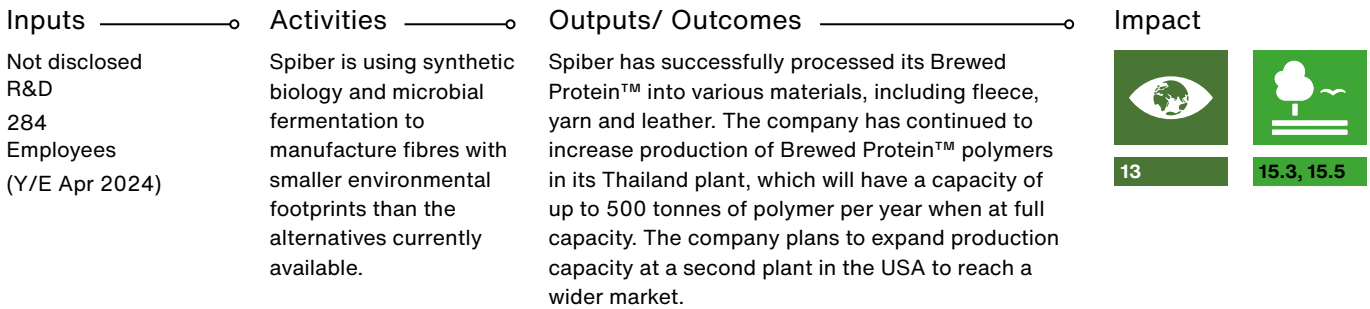 Inputs
Not disclosed
R&D
284
Employees
(Y/E Apr 2024)
Activities
Spiber is using synthetic
biology and microbial
fermentation to
manufacture fibres with
smaller environmental
footprints than the
alternatives currently
available.
Outputs/ Outcomes
Spiber has successfully processed its Brewed
Protein™ into various materials, including fleece,
yarn and leather. The company has continued to
increase production of Brewed Protein™ polymers
in its Thailand plant, which will have a capacity of
up to 500 tonnes of polymer per year when at full
capacity. The company plans to expand production
capacity at a second plant in the USA to reach a
wider market.
Impact
13
15.3, 15.5